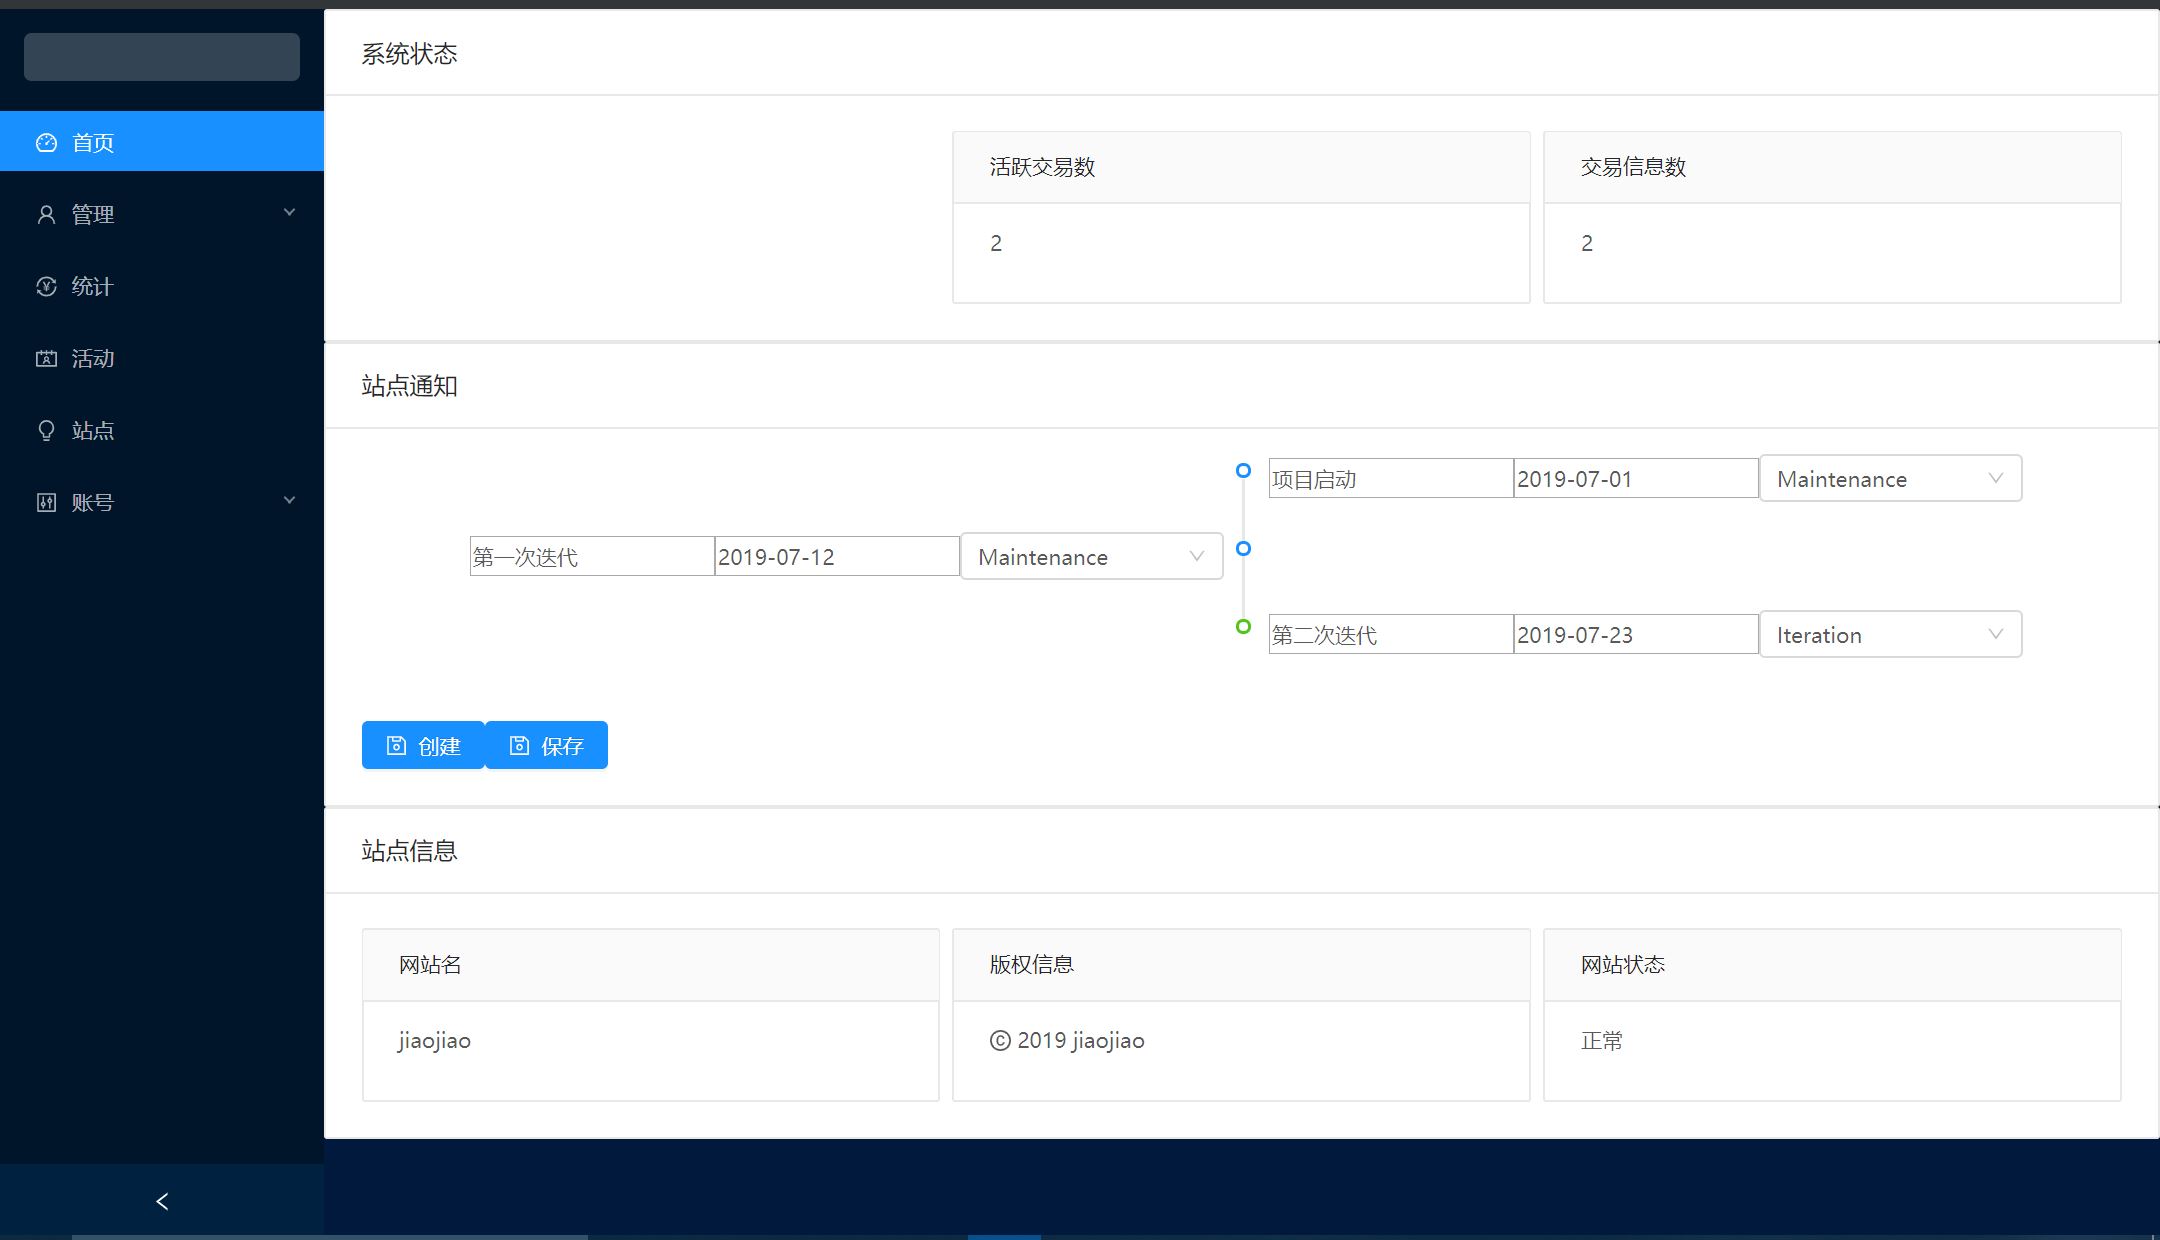 首页
管理
统计
活动
站点
账号
系统状态
活跃交易数
交易信息数
2
2
站点通知
项目启动 2019-07-01 Maintenance
第一次迭代 2019-07-12 Maintenance
第二次迭代 2019-07-23 Iteration
创建 保存
站点信息
网站名
版权信息
网站状态
jiaojiao
© 2019 jiaojiao
正常